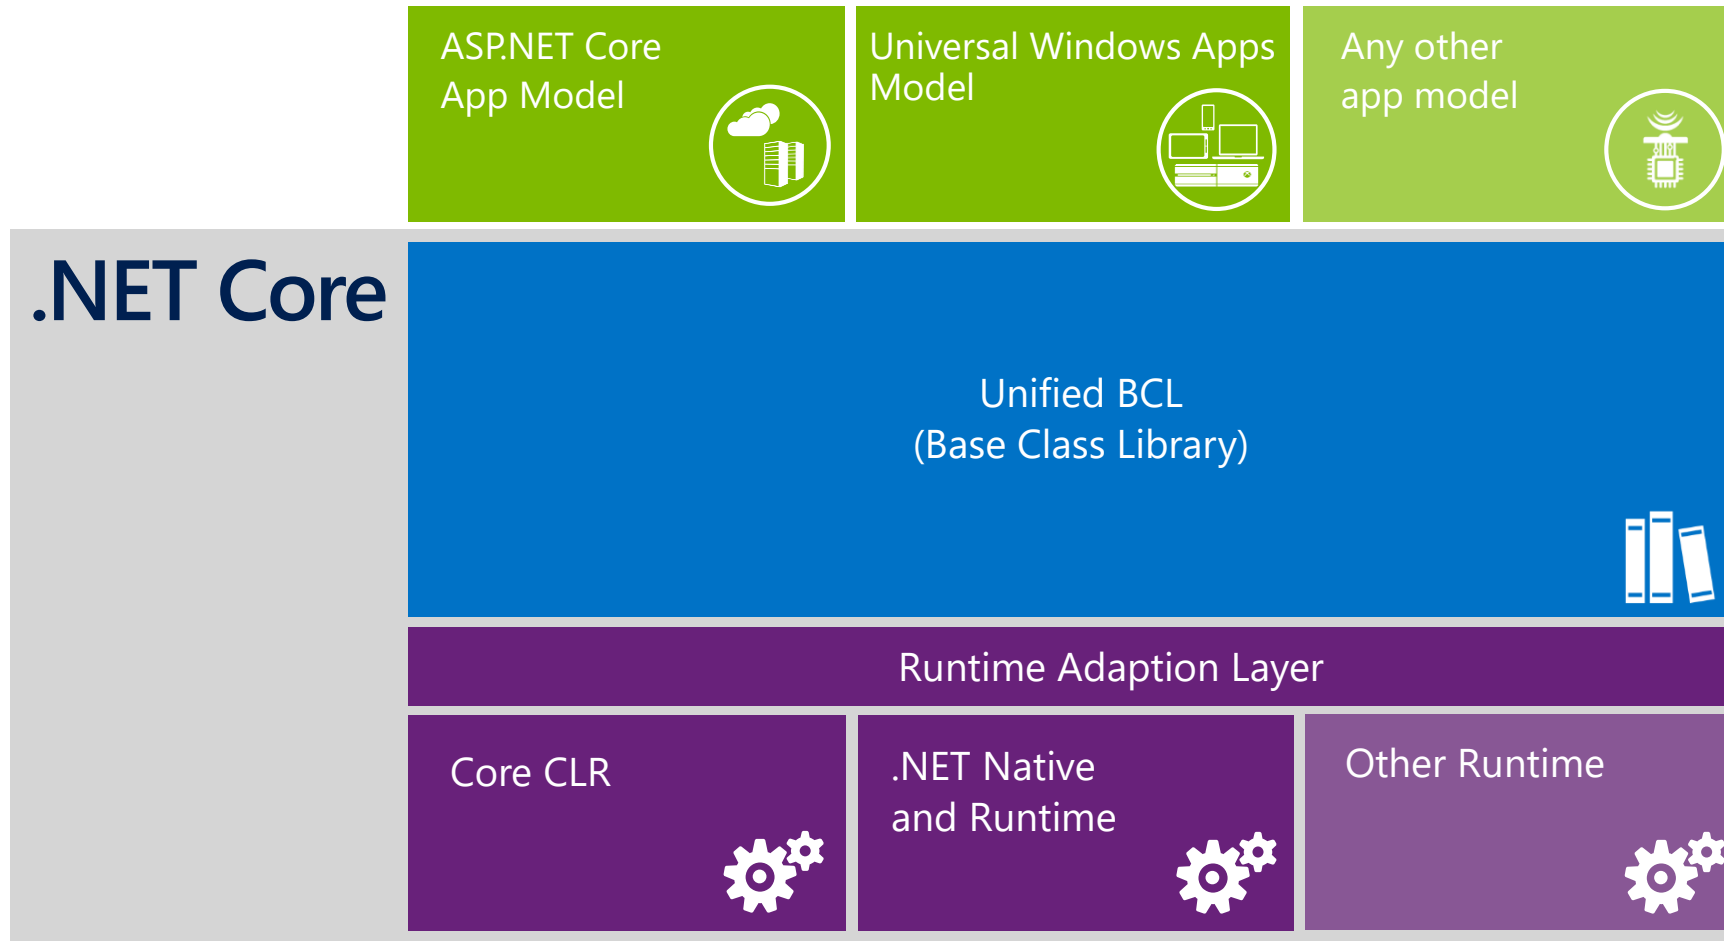 ASP.NET Core
App Model
Universal Windows Apps
Model
Any other
app model
.NET Core
Unified BCL
(Base Class Library)
Runtime Adaption Layer
Core CLR
.NET Native
and Runtime
Other Runtime